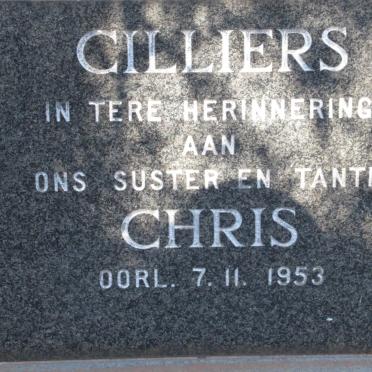 CILLIERS
IN TERE HERINNERING
AAN
ONS SUSTER EN TANTE
CHRIS
OORL. 7. 11. 1953